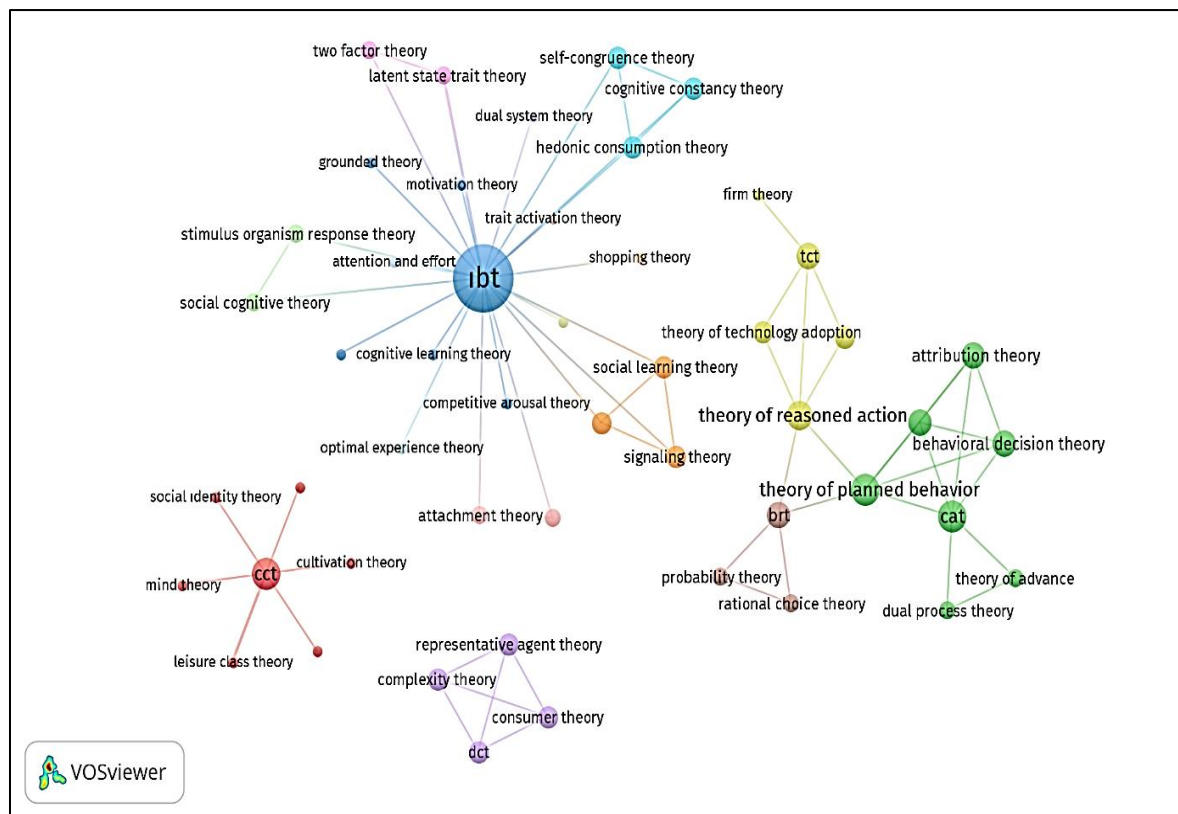 two factor theory
self-congruence theory
latent state trait theory
cognitive constancy theory
dual system theory
hedonic consumption theory
grounded theory
motivation theory
firm theory
trait activation theory
stimulus organism response theory
shopping theory
tct
attention and effort
ıbt
social cognitive theory
theory of technology adoption
cognitive learning theory
attribution theory
social learning theory
competitive arousal theory
theory of reasoned action
behavioral decision theory
optimal experience theory
signaling theory
theory of planned behavior
social ıdentity theory
attachment theory
brt
cat
cultivation theory
cct
mind theory
probability theory
theory of advance
rational choice theory
dual process theory
leisure class theory
representative agent theory
complexity theory
consumer theory
dct
VOSviewer